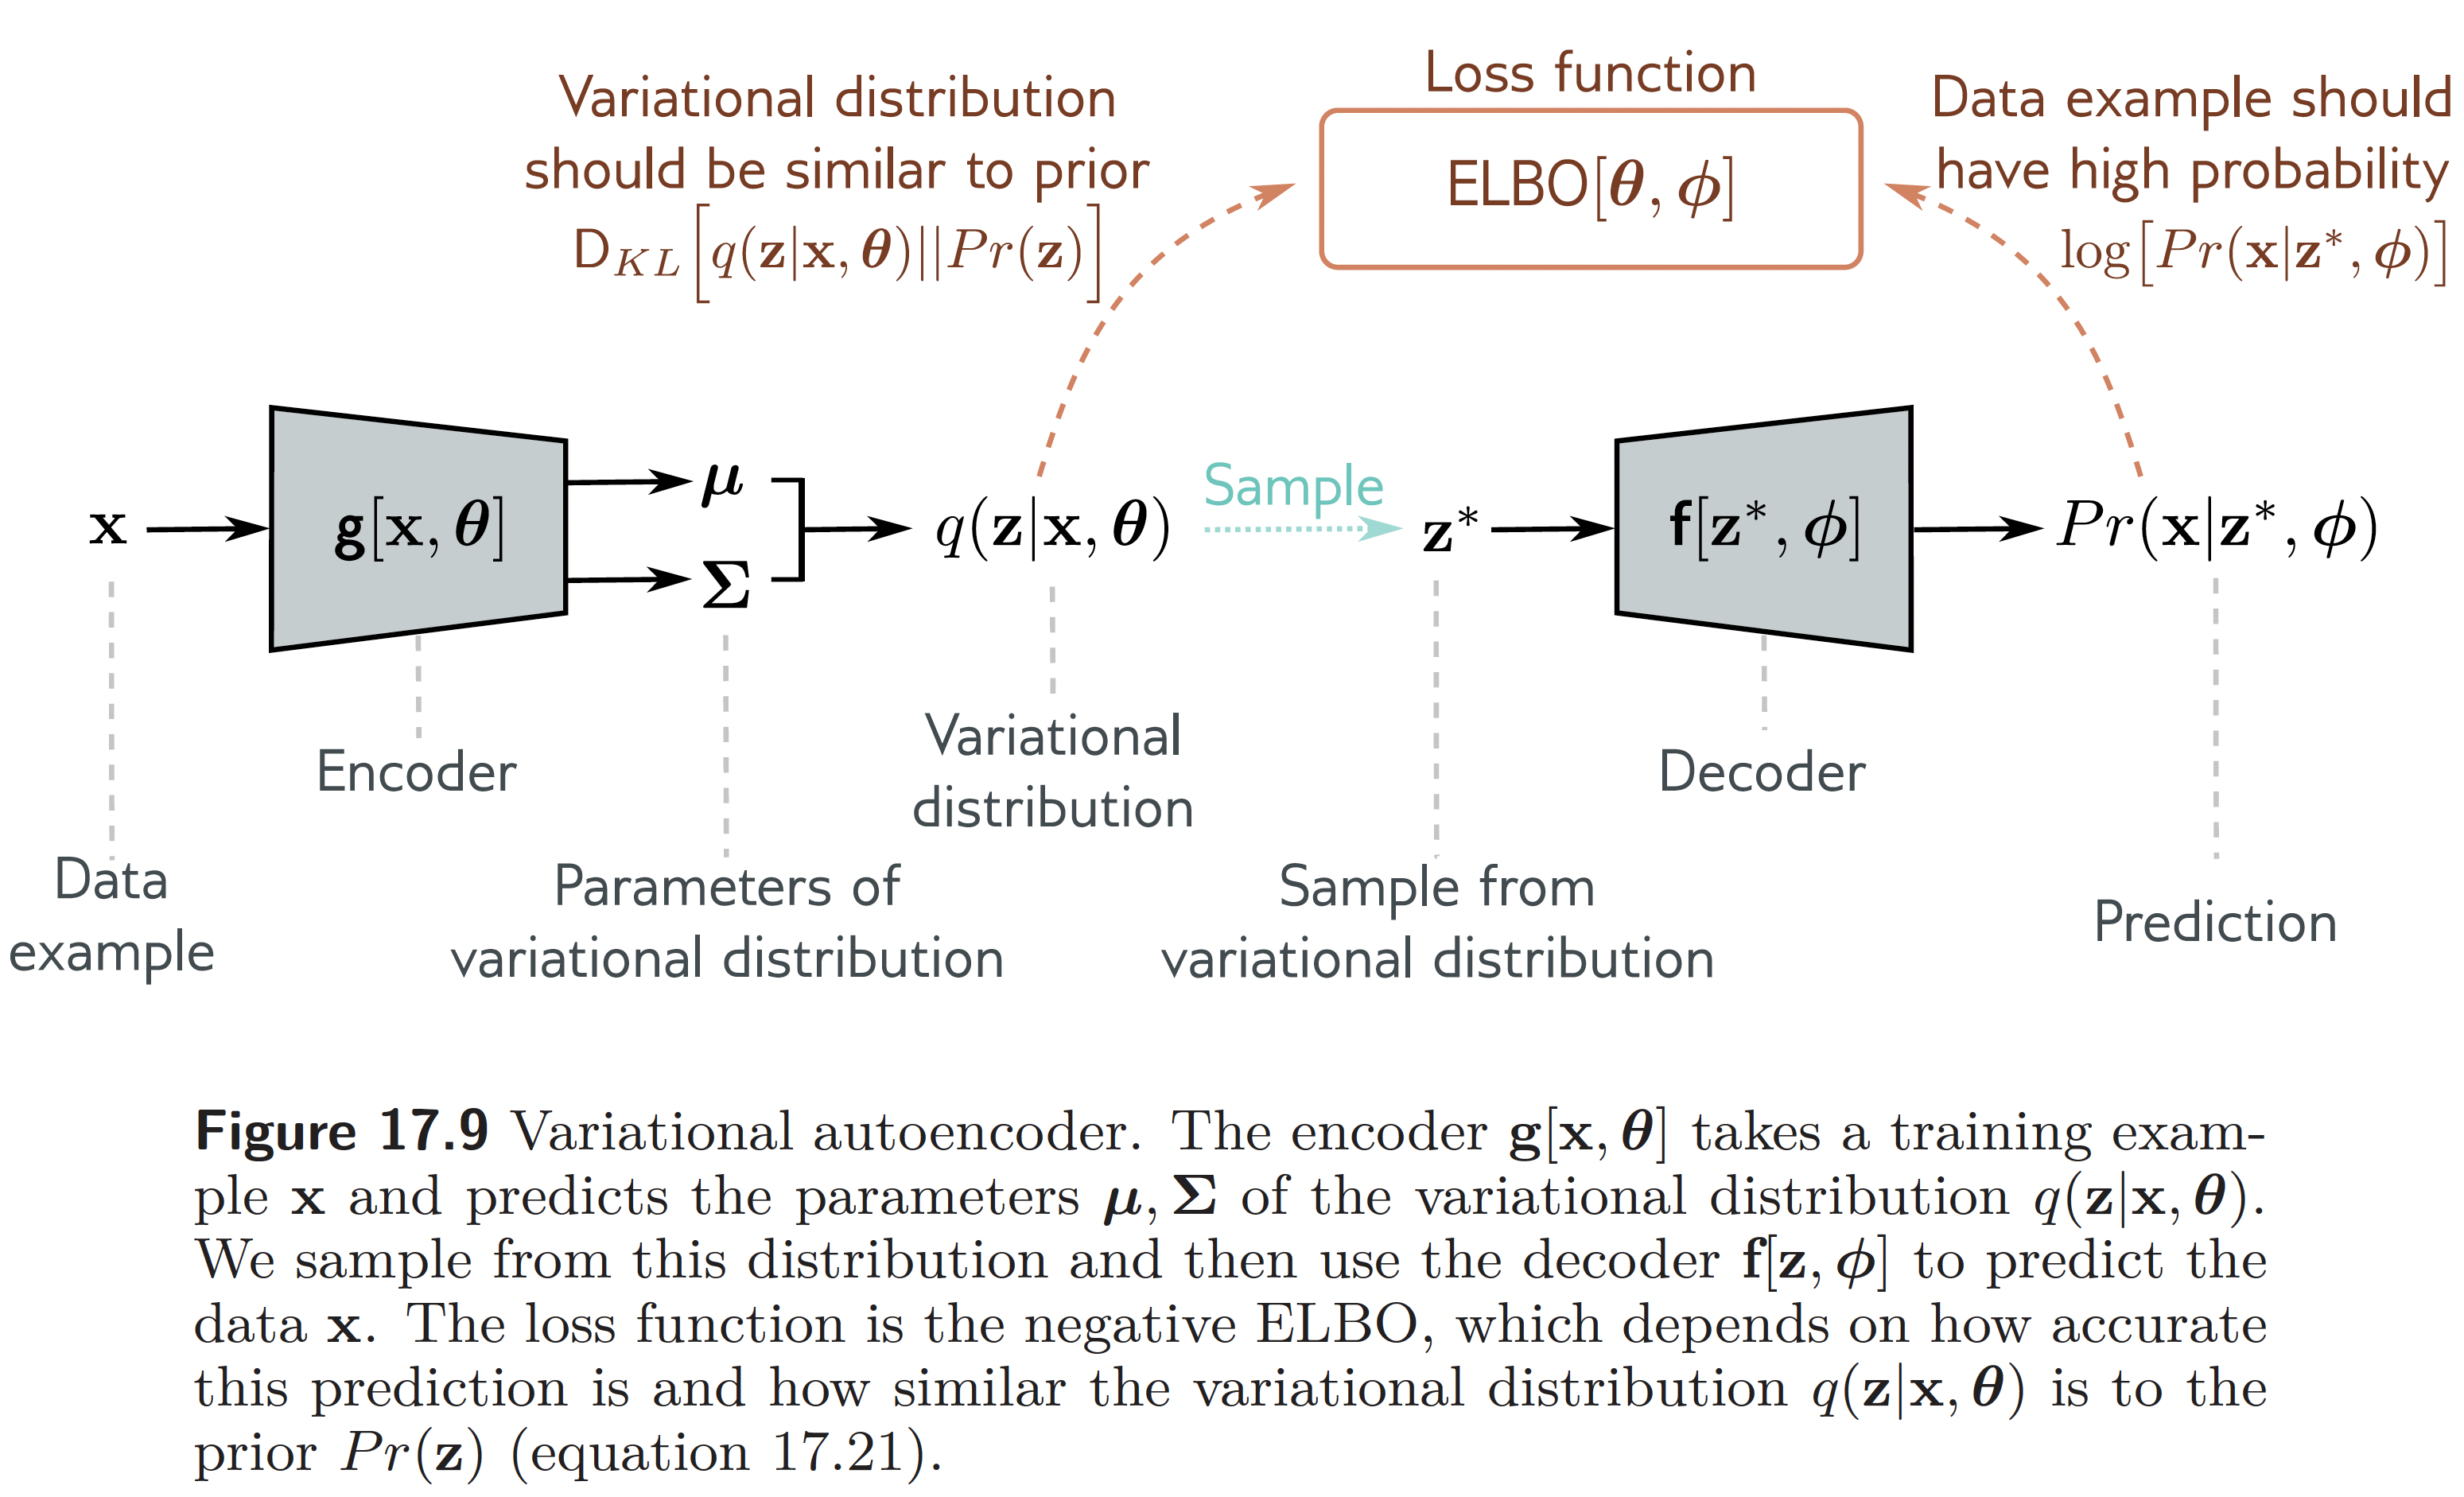 Loss function
Variational distribution
should be similar to prior
D_{KL}[q(𝐳|𝐱, 𝜽)||Pr(𝐳)]
ELBO[𝜽, 𝝓]
Data example should
have high probability
log[Pr(𝐱|𝐳*, 𝝓)]
𝐱
𝐠[𝐱, 𝜽]
𝝁
𝚺
q(𝐳|𝐱, 𝜽)
Sample
𝐳*
𝐟[𝐳*, 𝝓]
Pr(𝐱|𝐳*, 𝝓)
Data
example
Encoder
Parameters of
variational distribution
Variational
distribution
Sample from
variational distribution
Decoder
Prediction
Figure 17.9 Variational autoencoder. The encoder 𝐠[𝐱, 𝜽] takes a training exam-
ple 𝐱 and predicts the parameters 𝝁, 𝚺 of the variational distribution q(𝐳|𝐱, 𝜽).
We sample from this distribution and then use the decoder 𝐟[𝐳, 𝝓] to predict the
data 𝐱. The loss function is the negative ELBO, which depends on how accurate
this prediction is and how similar the variational distribution q(𝐳|𝐱, 𝜽) is to the
prior Pr(𝐳) (equation 17.21).